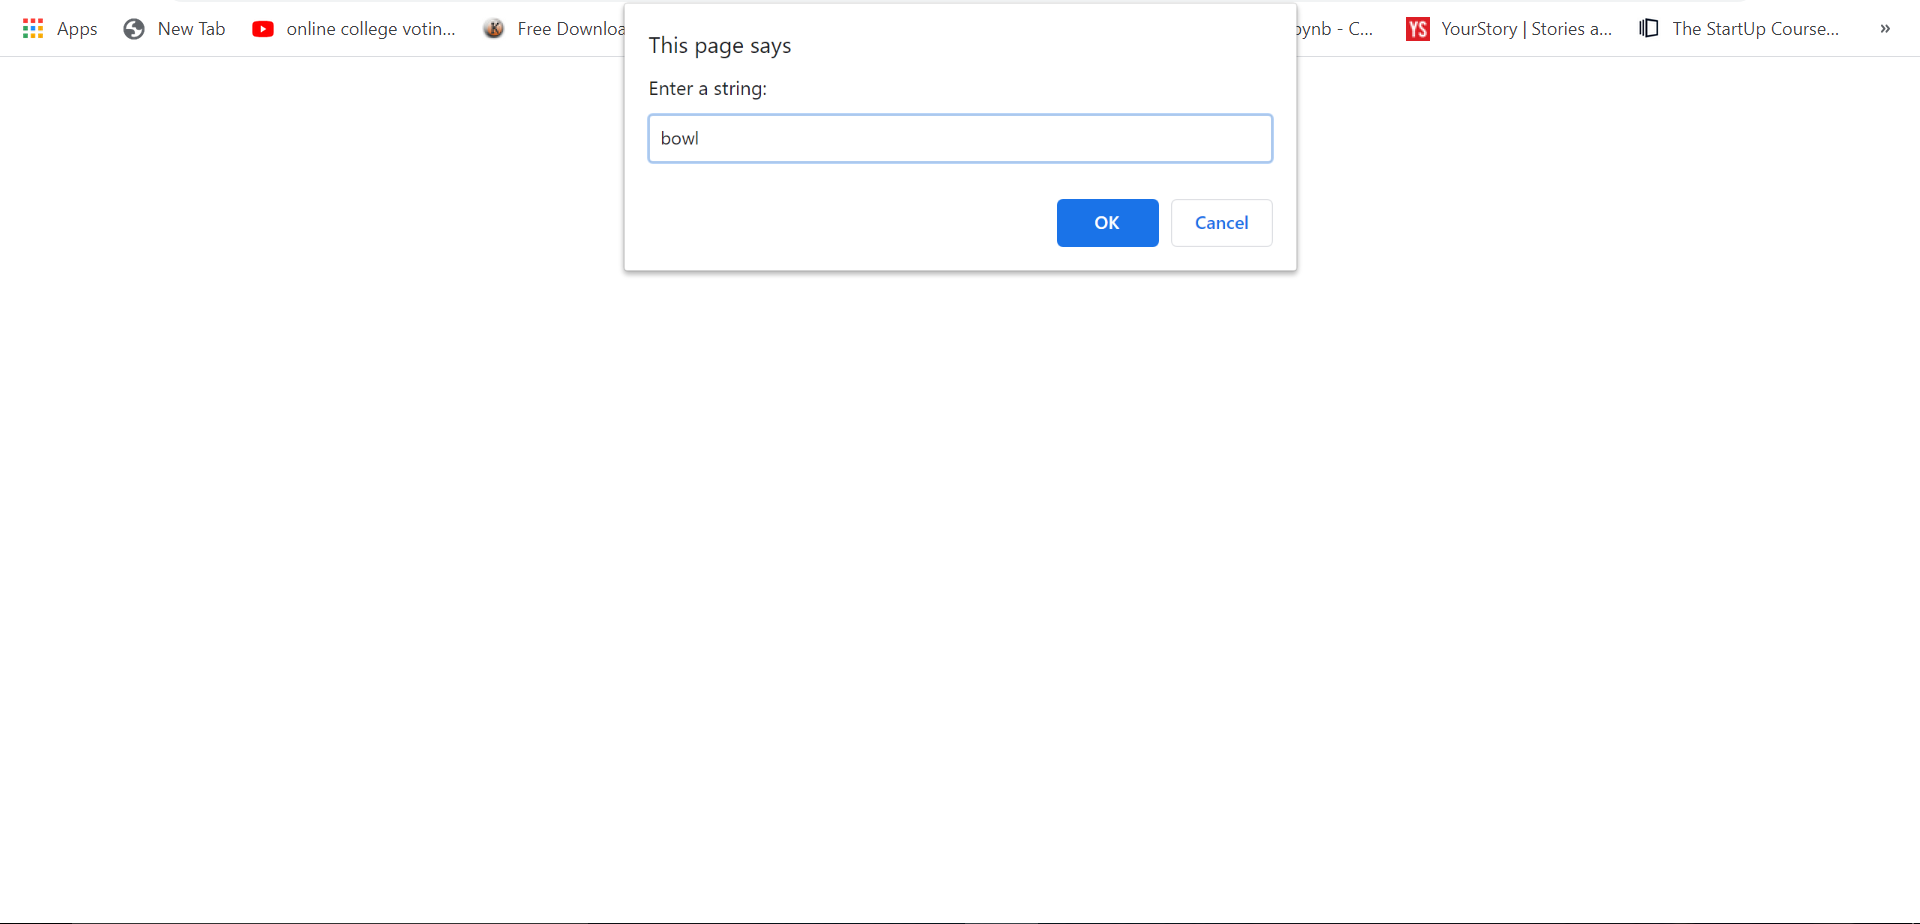 Apps New Tab online college votin... Free Downloa ynb - C... YS YourStory | Stories a... The StartUp Course... »
This page says
Enter a string:
bowl
OK Cancel